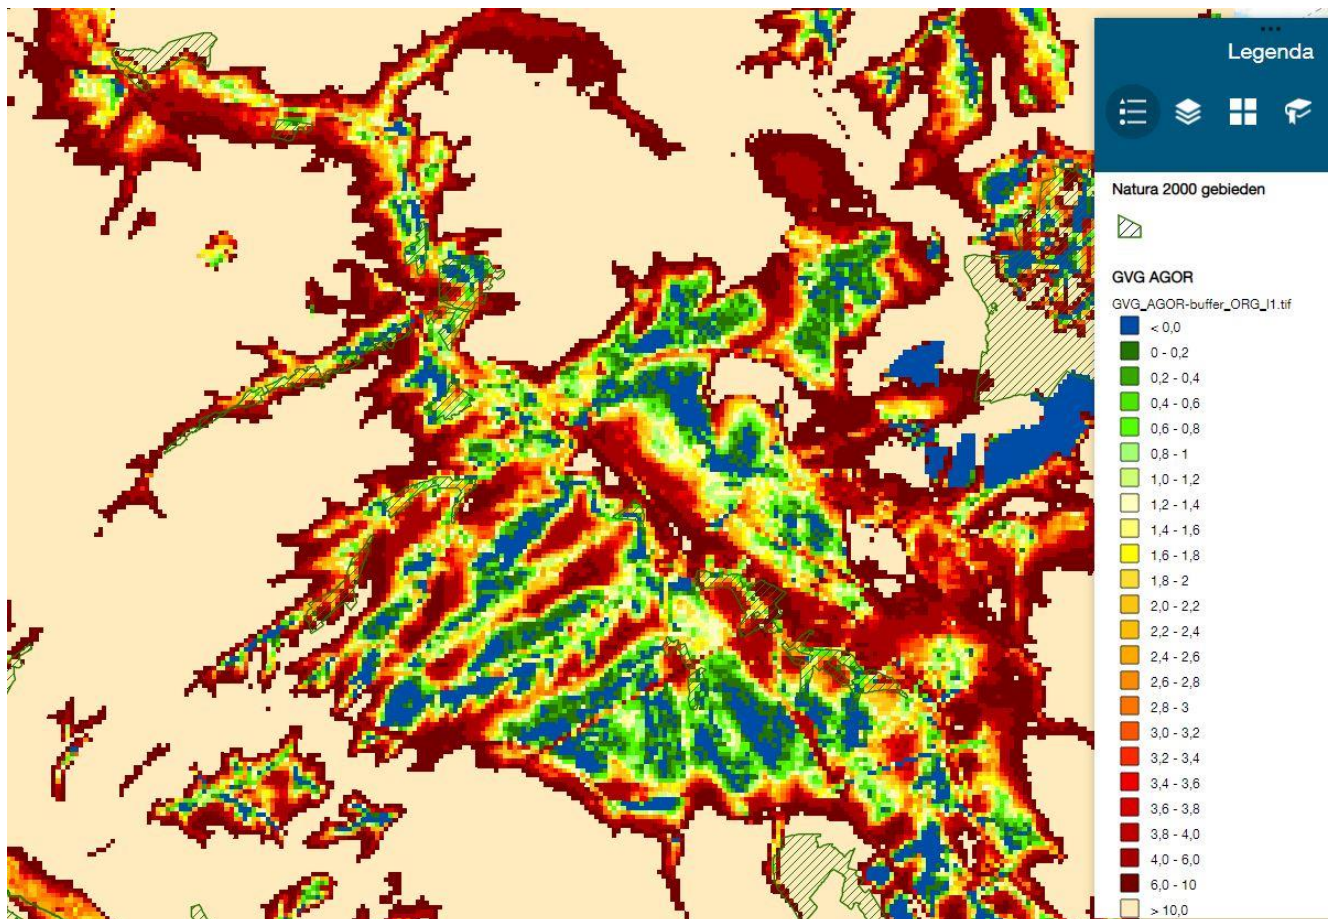 Legenda
Natura 2000 gebieden
GVG AGOR
GVG_AGOR-buffer_ORG_l1.tif
< 0,0
0 - 0,2
0,2 - 0,4
0,4 - 0,6
0,6 - 0,8
0,8 - 1
1,0 - 1,2
1,2 - 1,4
1,4 - 1,6
1,6 - 1,8
1,8 - 2
2,0 - 2,2
2,2 - 2,4
2,4 - 2,6
2,6 - 2,8
2,8 - 3
3,0 - 3,2
3,2 - 3,4
3,4 - 3,6
3,6 - 3,8
3,8 - 4,0
4,0 - 6,0
6,0 - 10
> 10,0